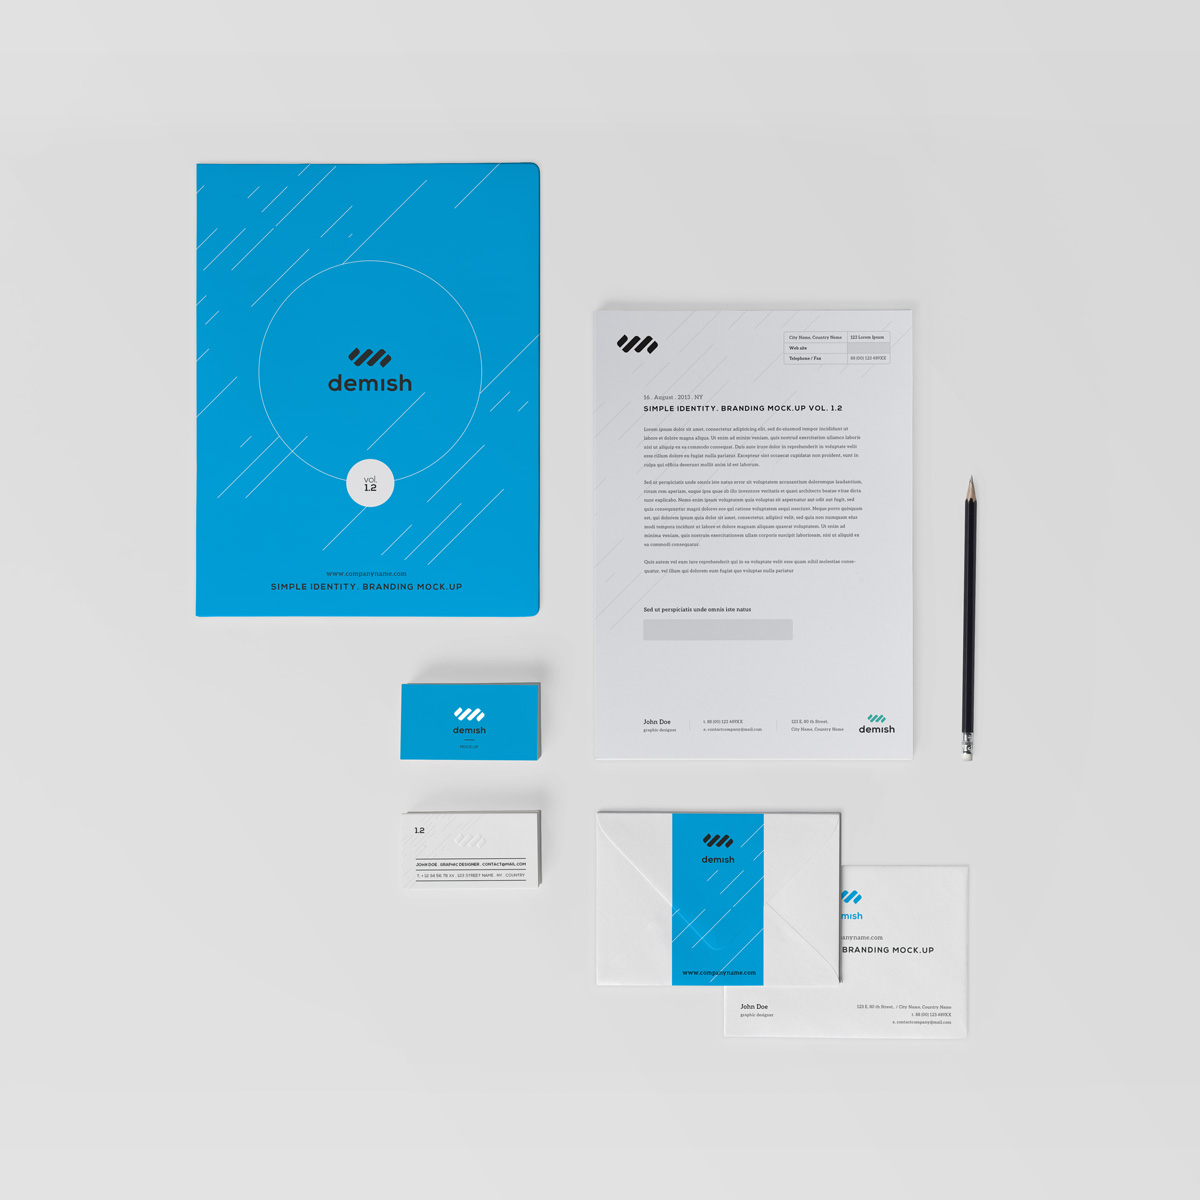 demish
vol.
1.2
www.companyname.com
SIMPLE IDENTITY. BRANDING MOCK.UP
City Name, Country Name 123 Lorem Ipsum
Web site
Telephone / Fax 88 (00) 123 489XX
16 . August . 2013 . NY
SIMPLE IDENTITY. BRANDING MOCK.UP VOL. 1.2
Lorem ipsum dolor sit amet, consectetur adipisicing elit, sed do eiusmod tempor incididunt ut
labore et dolore magna aliqua. Ut enim ad minim veniam, quis nostrud exercitation ullamco laboris
nisi ut aliquip ex ea commodo consequat. Duis aute irure dolor in reprehenderit in voluptate velit
esse cillum dolore eu fugiat nulla pariatur. Excepteur sint occaecat cupidatat non proident, sunt in
culpa qui officia deserunt mollit anim id est laborum.
Sed ut perspiciatis unde omnis iste natus error sit voluptatem accusantium doloremque laudantium,
totam rem aperiam, eaque ipsa quae ab illo inventore veritatis et quasi architecto beatae vitae dicta
sunt explicabo. Nemo enim ipsam voluptatem quia voluptas sit aspernatur aut odit aut fugit, sed
quia consequuntur magni dolores eos qui ratione voluptatem sequi nesciunt. Neque porro quisquam
est, qui dolorem ipsum quia dolor sit amet, consectetur, adipisci velit, sed quia non numquam eius
modi tempora incidunt ut labore et dolore magnam aliquam quaerat voluptatem. Ut enim ad
minima veniam, quis nostrum exercitationem ullam corporis suscipit laboriosam, nisi ut aliquid ex
ea commodi consequatur.
Quis autem vel eum iure reprehenderit qui in ea voluptate velit esse quam nihil molestiae conse-
quatur, vel illum qui dolorem eum fugiat quo voluptas nulla pariatur
Sed ut perspiciatis unde omnis iste natus
John Doe
graphic designer
t. 88 (00) 123 489XX
e. contactcompany@mail.com
123 E, 80 th Street,
City Name, Country Name
demish
demish
MOCK.UP
1.2
JOHN DOE . GRAPHIC DESIGNER . CONTACT@MAIL.COM
T. +12 34 56 78 XX . 123 STREET NAME . NY . COUNTRY
demish
www.companyname.com
mish
anyname.com
BRANDING MOCK.UP
John Doe
graphic designer
123 E, 80 th Street, / City Name, Country Name
t. 88 (00) 123 489XX
e. contactcompany@mail.com